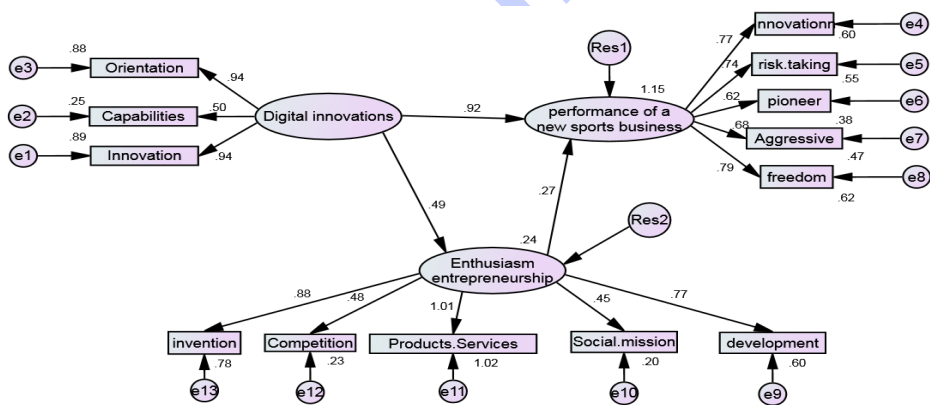 nnovationn
e4
.88
.77
.60
e3
Orientation
Res1
.74
risk.taking
e5
.94
1.15
.55
.25
.62
pioneer
e6
e2
Capabilities
.50
Digital innovations
.92
performance of a
new sports business
.38
.89
.68
Aggressive
e7
e1
Innovation
.94
.47
.79
freedom
e8
.27
.62
.49
Res2
.24
Enthusiasm
entrepreneurship
.88
.48
1.01
.45
.77
invention
Competition
Products.Services
Social.mission
development
.78
.23
1.02
.20
.60
e13
e12
e11
e10
e9